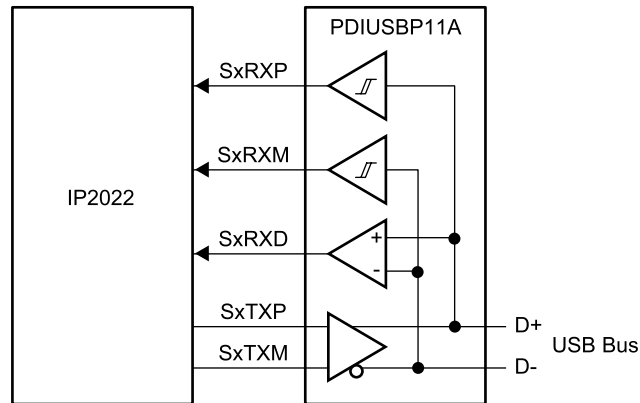 PDIUSBP11A
SxRXP
SxRXM
IP2022
SxRXD
+
-
SxTXP
D+
USB Bus
SxTXM
D-